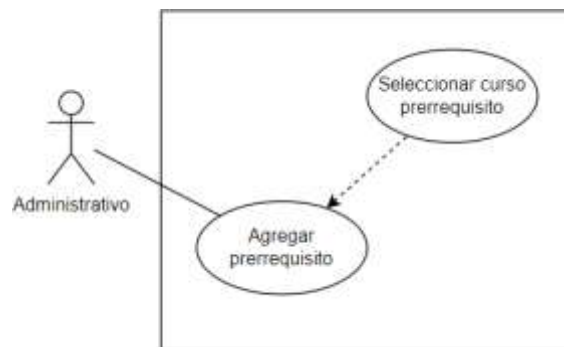 Seleccionar curso
prerrequisito
Administrativo
Agregar
prerrequisito